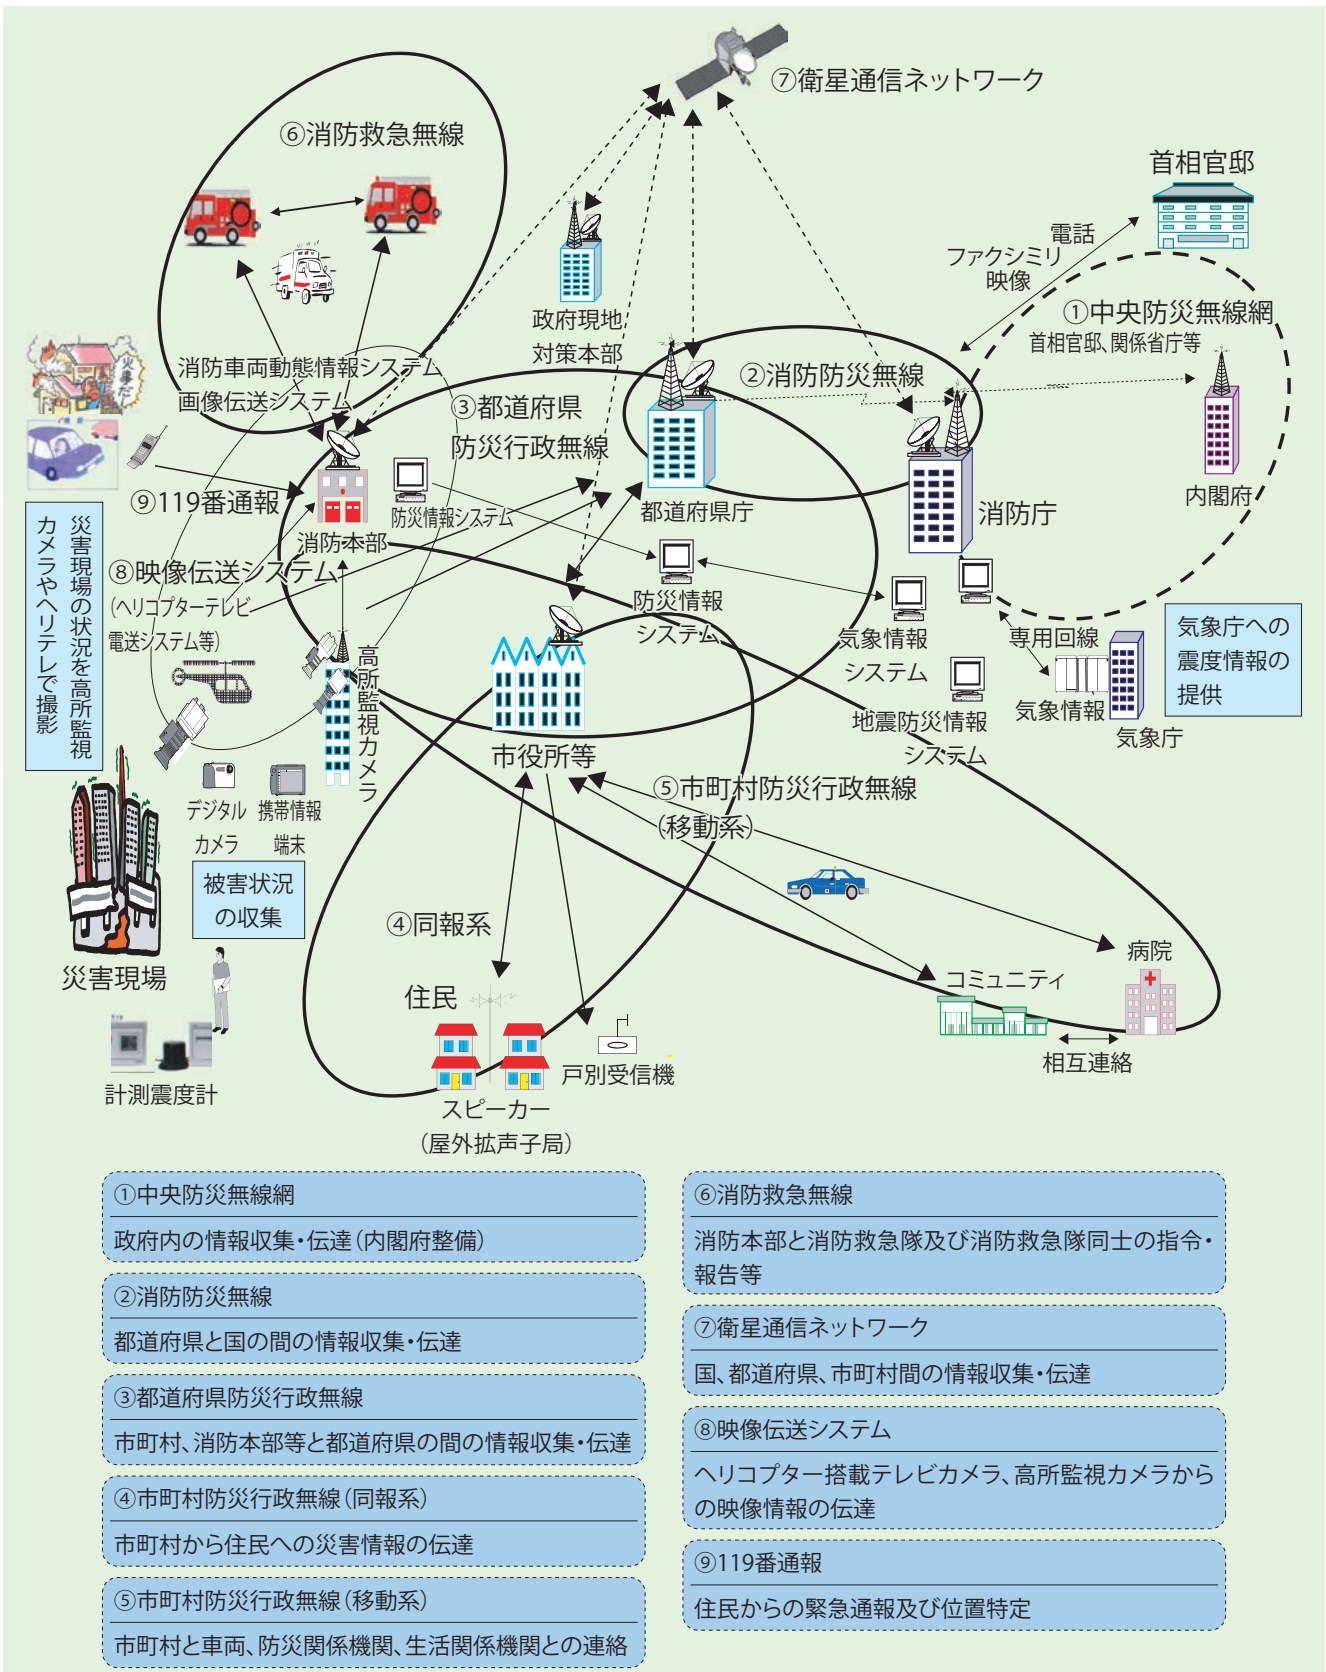 ⑦衛星通信ネットワーク
⑥消防救急無線
首相官邸
電話
ファクシミリ
映像
①中央防災無線網
首相官邸、関係省庁等
政府現地
対策本部
消防車両動態情報システム
画像伝送システム
②消防防災無線
火事だ!
③都道府県
防災行政無線
⑨119番通報
防災情報システム
消防本部
都道府県庁
消防庁
内閣府
災害現場の状況を高所監視
カメラやヘリテレで撮影
⑧映像伝送システム
(ヘリコプターテレビ
電送システム等)
防災情報
システム
気象情報
システム
専用回線
気象庁への
震度情報の
提供
高所監視カメラ
気象情報
気象庁
地震防災情報
システム
市役所等
⑤市町村防災行政無線
(移動系)
デジタル
カメラ
携帯情報
端末
被害状況
の収集
④同報系
災害現場
住民
コミュニティ
病院
相互連絡
戸別受信機
計測震度計
スピーカー
(屋外拡声子局)
①中央防災無線網
政府内の情報収集・伝達(内閣府整備)
②消防防災無線
都道府県と国の間の情報収集・伝達
③都道府県防災行政無線
市町村、消防本部等と都道府県の間の情報収集・伝達
④市町村防災行政無線(同報系)
市町村から住民への災害情報の伝達
⑤市町村防災行政無線(移動系)
市町村と車両、防災関係機関、生活関係機関との連絡
⑥消防救急無線
消防本部と消防救急隊及び消防救急隊同士の指令・
報告等
⑦衛星通信ネットワーク
国、都道府県、市町村間の情報収集・伝達
⑧映像伝送システム
ヘリコプター搭載テレビカメラ、高所監視カメラから
の映像情報の伝達
⑨119番通報
住民からの緊急通報及び位置特定